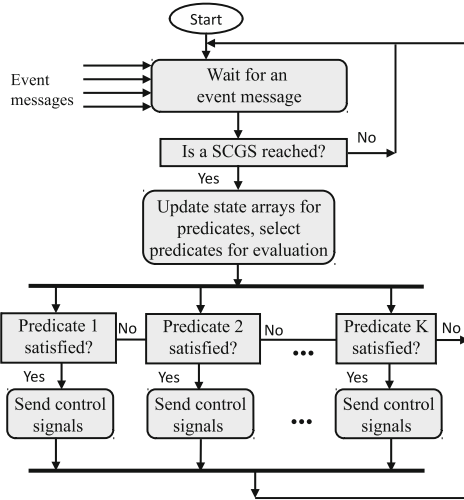 Start
Event
messages
Wait for an
event message
Is a SCGS reached?
No
Yes
Update state arrays for
predicates, select
predicates for evaluation
Predicate 1
satisfied?
No
Predicate 2
satisfied?
No
...
Predicate K
satisfied?
No
Yes
Yes
Yes
Send control
signals
Send control
signals
...
Send control
signals